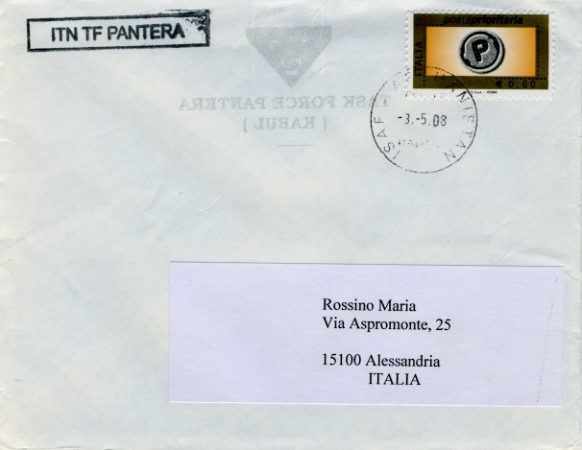 ITN TF PANTERA
postaprioritaria
ITALIA
P
€ 0,60
ISAF AFGHANISTAN
-3.-5.08
TASK FORCE PANTERA
( KABUL )
Rossino Maria
Via Aspromonte, 25
15100 Alessandria
ITALIA